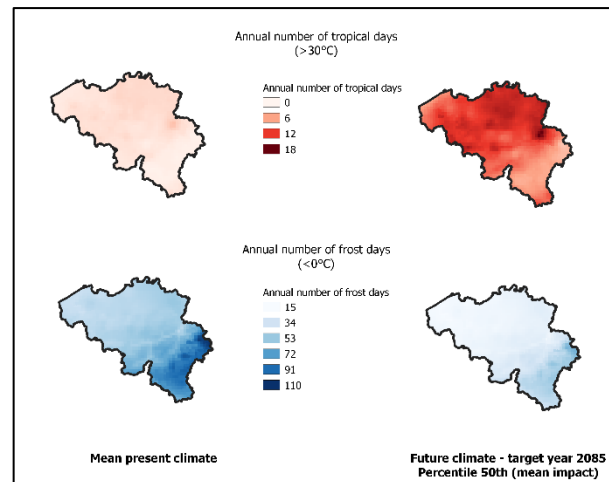 Annual number of tropical days
(>30°C)
Annual number of tropical days
0
6
12
18
Annual number of frost days
(<0°C)
Annual number of frost days
15
34
53
72
91
110
Mean present climate
Future climate - target year 2085
Percentile 50th (mean impact)